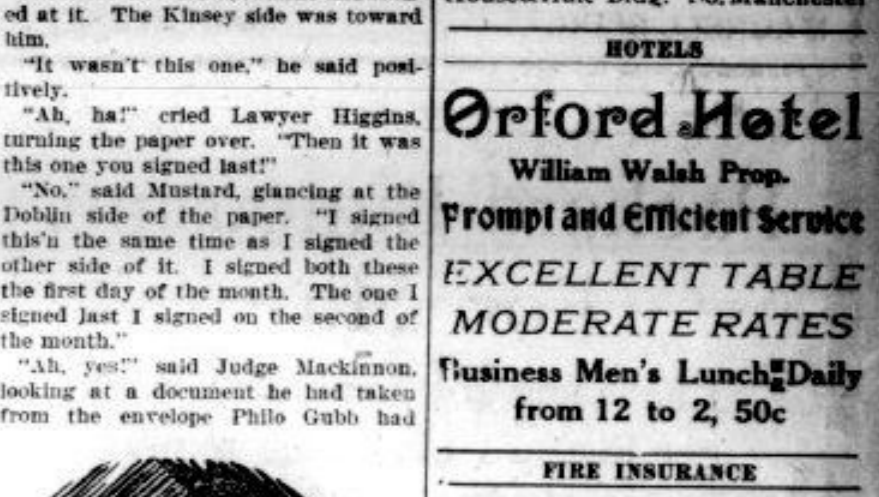 ed at it. The Kinsey side was toward
him.
"It wasn't this one," he said posi-
tively.
"Ah, ha!" cried Lawyer Higgins,
turning the paper over. "Then it was
this one you signed last!"
"No," said Mustard, glancing at the
Doblin side of the paper. "I signed
this'n the same time as I signed the
other side of it. I signed both these
the first day of the month. The one I
signed last I signed on the second of
the month."
"Ah, yes!" said Judge Mackinnon,
looking at a document he had taken
from the envelope Philo Gubb had
HOTELS
Orford Hotel
William Walsh Prop.
Prompt and Efficient Service
EXCELLENT TABLE
MODERATE RATES
Business Men's Lunch Daily
from 12 to 2, 50c
FIRE INSURANCE